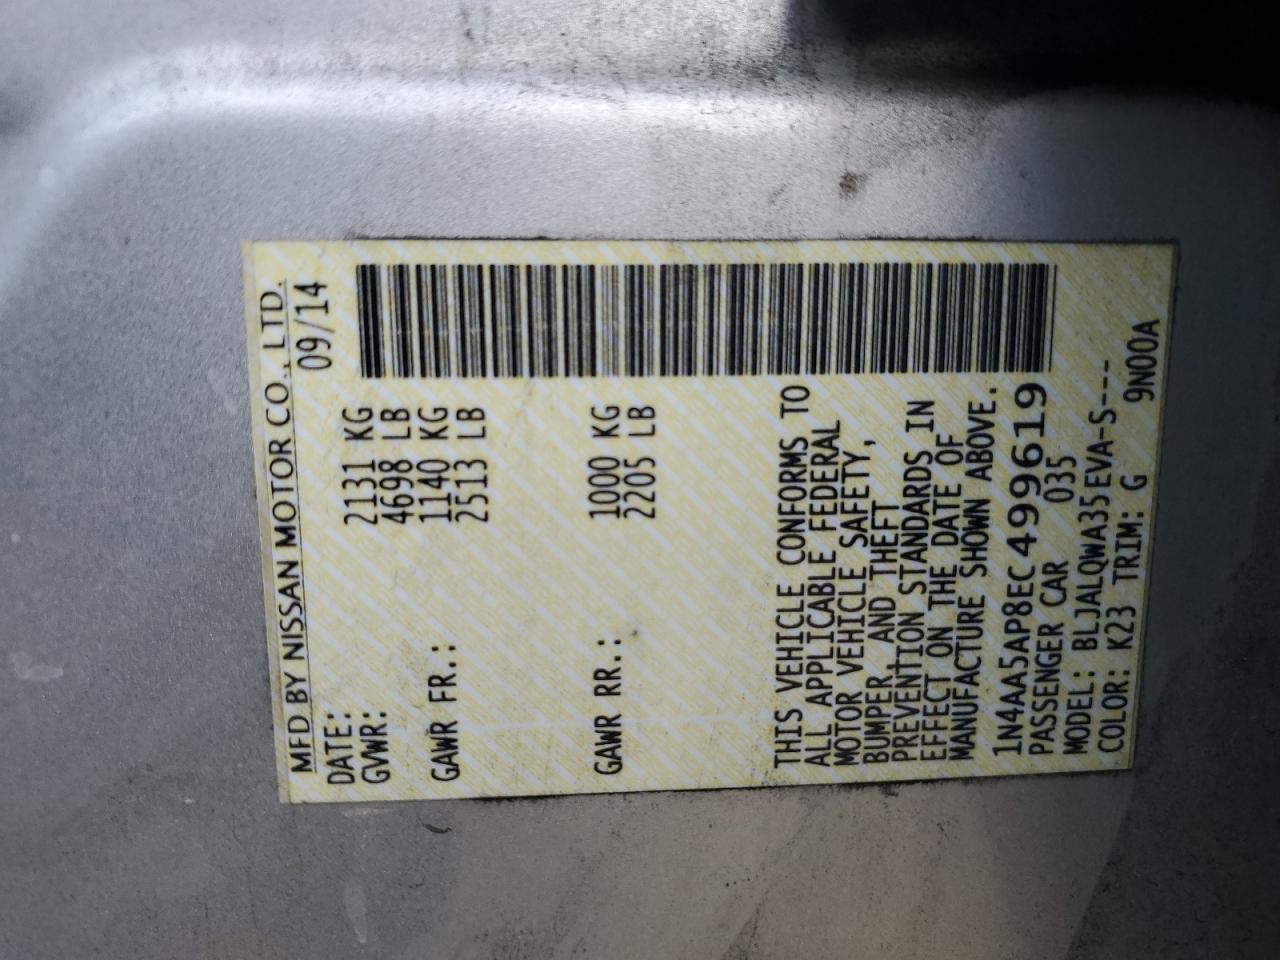 MFD BY NISSAN MOTOR CO., LTD.
DATE: 09/14
GVWR: 2131 KG
4698 LB
GAWR FR.: 1140 KG
2513 LB
GAWR RR.: 1000 KG
2205 LB
THIS VEHICLE CONFORMS TO
ALL APPLICABLE FEDERAL
MOTOR VEHICLE SAFETY,
BUMPER, AND THEFT
PREVENTION STANDARDS IN
EFFECT ON THE DATE OF
MANUFACTURE SHOWN ABOVE.
1N4AA5AP8EC499619
PASSENGER CAR 035
MODEL: BLJALQWA35EVA-S---
COLOR: K23 TRIM: G 9N00A